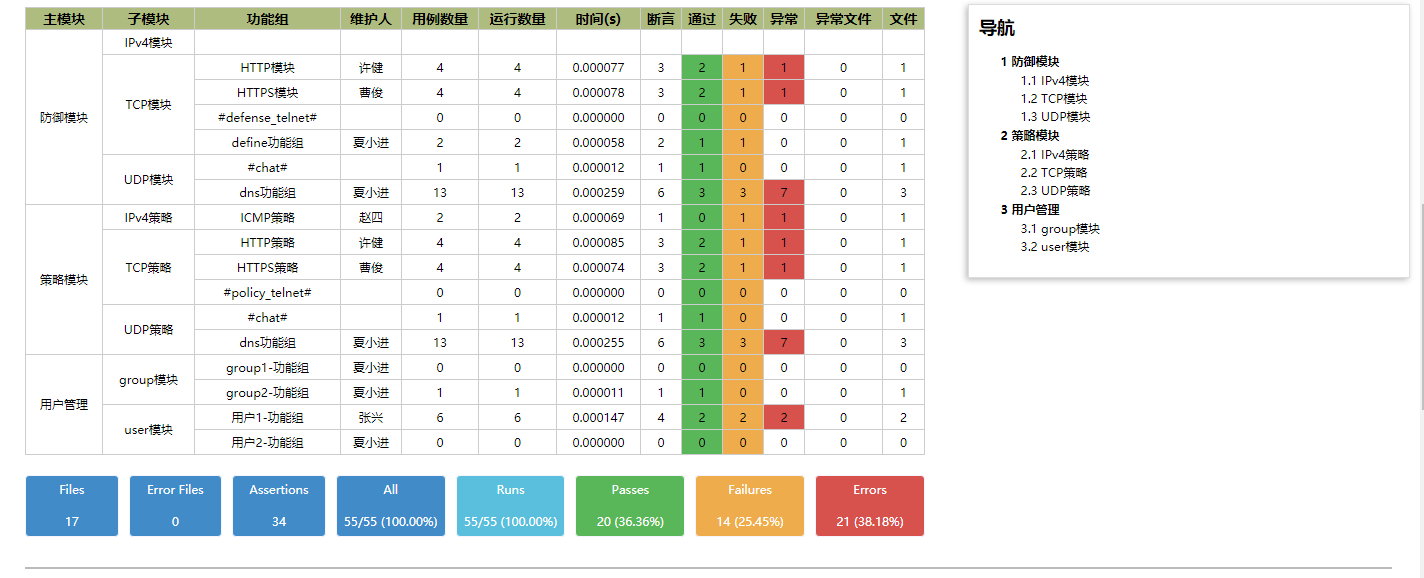 主模块 子模块 功能组 维护人 用例数量 运行数量 时间(s) 断言 通过 失败 异常 异常文件 文件
防御模块 IPv4模块
TCP模块 HTTP模块 许健 4 4 0.000077 3 2 1 1 0 1
HTTPS模块 曹俊 4 4 0.000078 3 2 1 1 0 1
#defense_telnet# 0 0 0.000000 0 0 0 0 0 1
define功能组 夏小进 2 2 0.000058 2 1 1 0 0 1
UDP模块 #chat# 1 1 0.000012 1 1 0 0 0 1
dns功能组 夏小进 13 13 0.000259 6 3 3 7 0 3
策略模块 IPv4策略 ICMP策略 赵四 2 2 0.000069 1 0 1 1 0 1
TCP策略 HTTP策略 许健 4 4 0.000085 3 2 1 1 0 1
HTTPS策略 曹俊 4 4 0.000074 3 2 1 1 0 1
#policy_telnet# 0 0 0.000000 0 0 0 0 0 0
UDP策略 #chat# 1 1 0.000012 1 1 0 0 0 1
dns功能组 夏小进 13 13 0.000255 6 3 3 7 0 3
用户管理 group模块 group1-功能组 夏小进 0 0 0.000000 0 0 0 0 0 0
group2-功能组 夏小进 1 1 0.000011 1 1 0 0 0 1
user模块 用户1-功能组 张兴 6 6 0.000147 4 2 2 2 0 2
用户2-功能组 夏小进 0 0 0.000000 0 0 0 0 0 0
Files Error Files Assertions All Runs Passes Failures Errors
17 0 34 55/55 (100.00%) 55/55 (100.00%) 20 (36.36%) 14 (25.45%) 21 (38.18%)
导航
1 防御模块
1.1 IPv4模块
1.2 TCP模块
1.3 UDP模块
2 策略模块
2.1 IPv4策略
2.2 TCP策略
2.3 UDP策略
3 用户管理
3.1 group模块
3.2 user模块